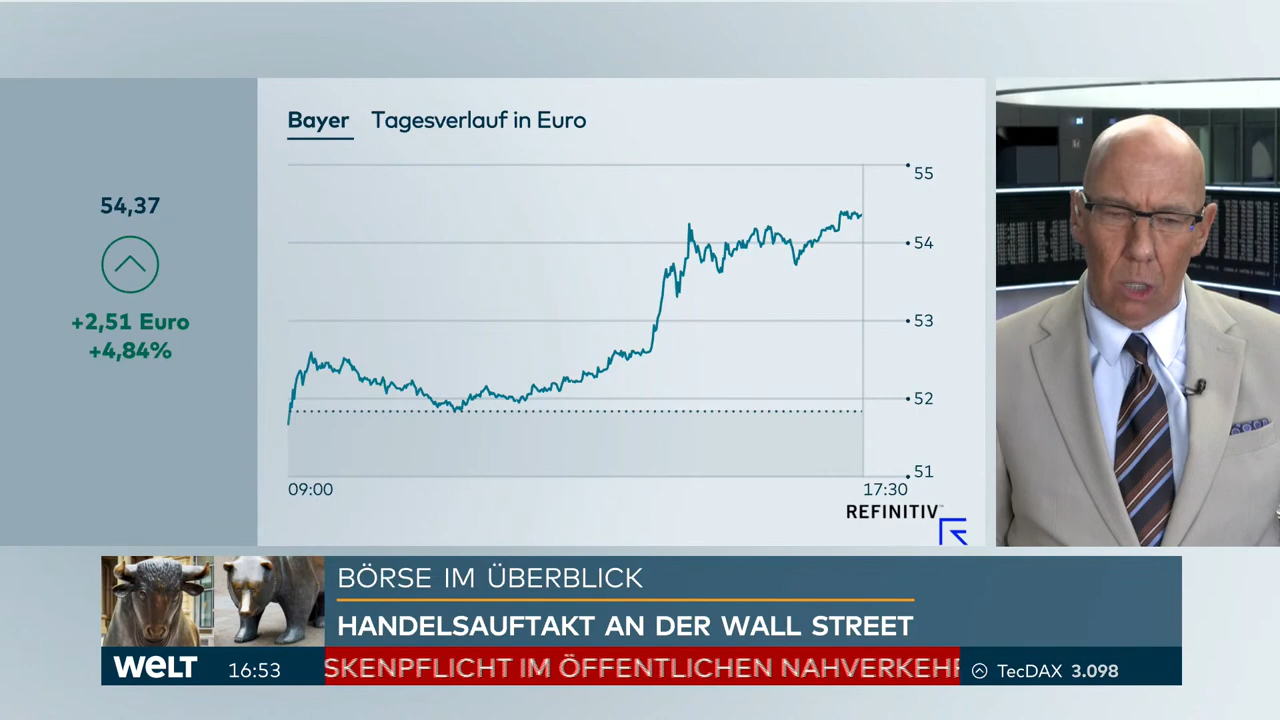 Bayer Tagesverlauf in Euro
54,37
+2,51 Euro
+4,84%
55
54
53
52
51
09:00
17:30
REFINITIV
BÖRSE IM ÜBERBLICK
HANDELSAUFTAKT AN DER WALL STREET
SKENPFLICHT IM ÖFFENTLICHEN NAHVERKEHR
welt 16:53
TecDAX 3.098